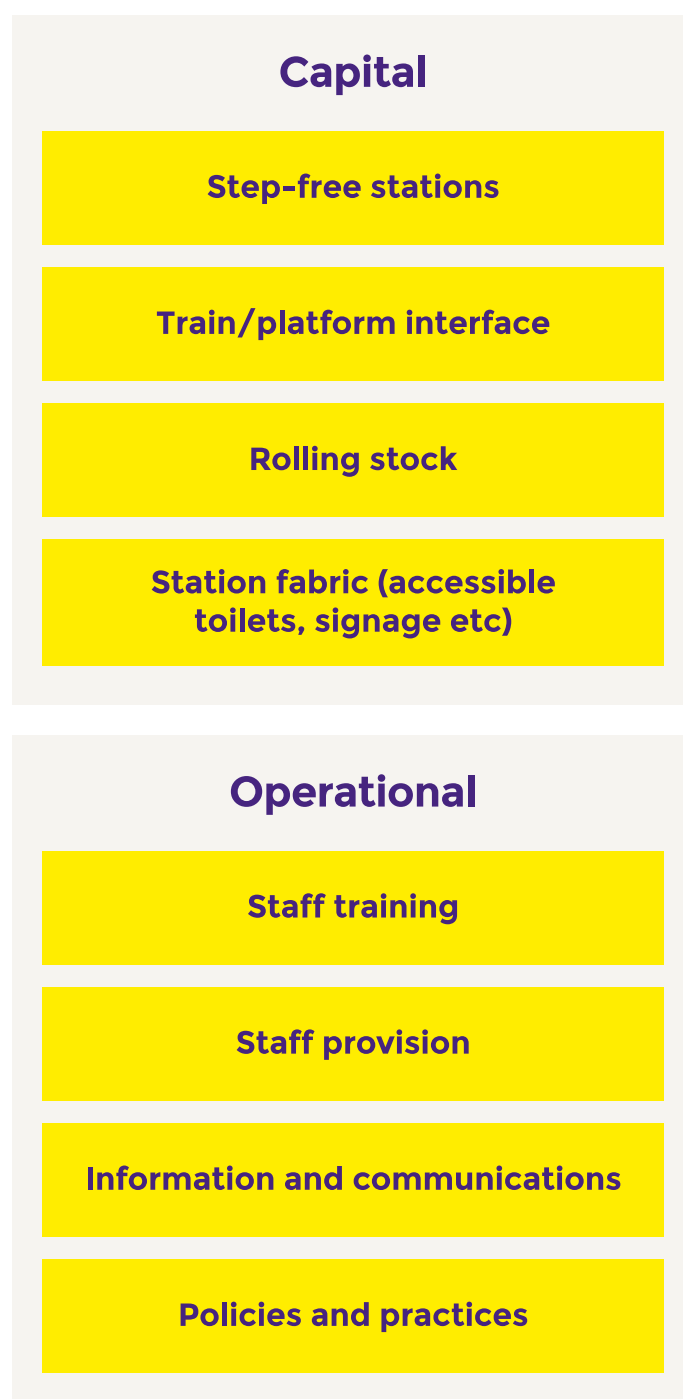 Capital
Step-free stations
Train/platform interface
Rolling stock
Station fabric (accessible
toilets, signage etc)
Operational
Staff training
Staff provision
Information and communications
Policies and practices